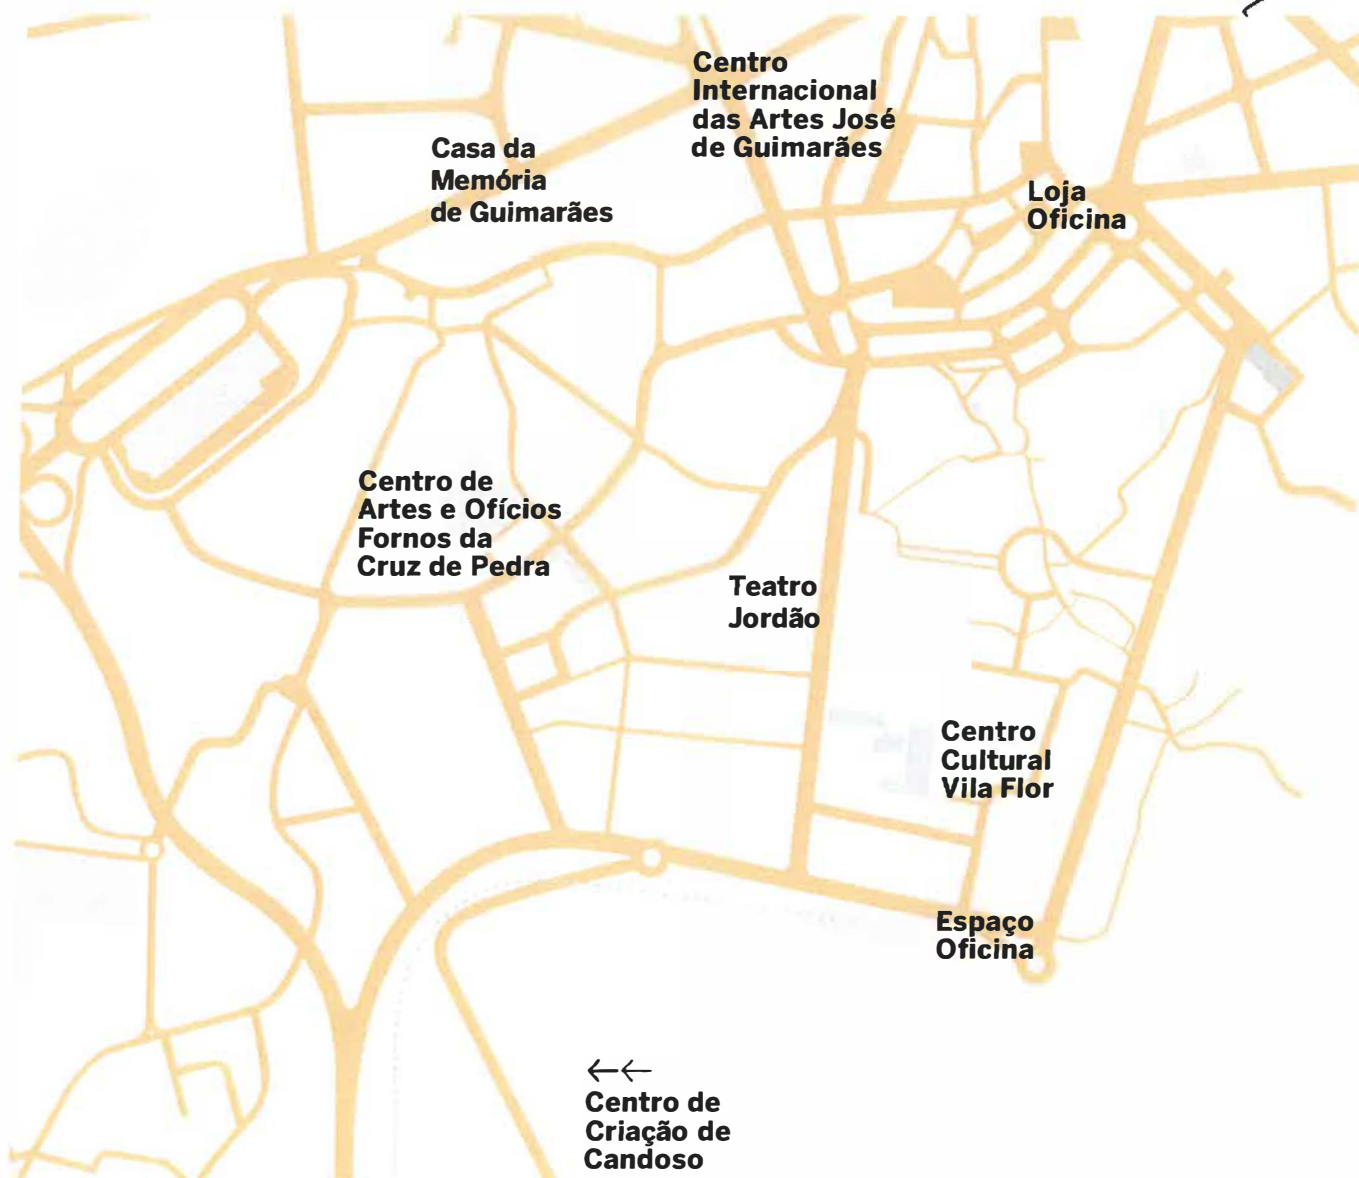 Centro
Internacional
das Artes José
de Guimarães
Casa da
Memória
de Guimarães
Loja
Oficina
Centro de
Artes e Ofícios
Fornos da
Cruz de Pedra
Teatro
Jordão
Centro
Cultural
Vila Flor
Espaço
Oficina
←←
Centro de
Criação de
Candoso